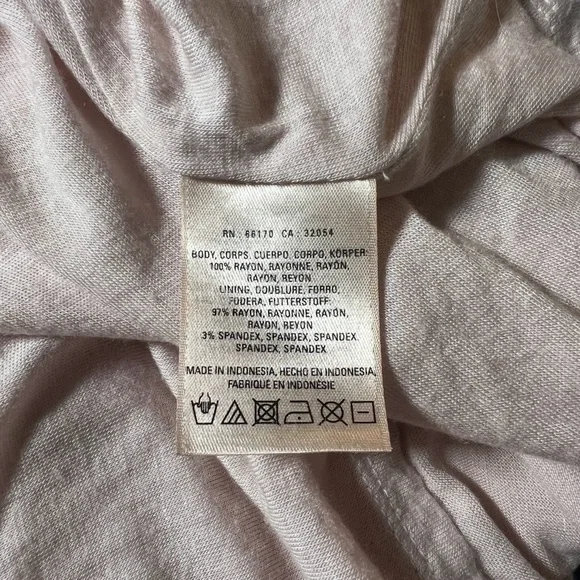 RN : 66170 CA : 32054
BODY, CORPS, CUERPO, CORPO, KÖRPER:
100% RAYON, RAYONNE, RAYÓN,
RAYON, REYON
LINING, DOUBLURE, FORRO,
FODERA, FUTTERSTOFF:
97% RAYON, RAYONNE, RAYÓN,
RAYON, REYON
3% SPANDEX, SPANDEX, SPANDEX
SPANDEX, SPANDEX
MADE IN INDONESIA, HECHO EN INDONESIA,
FABRIQUÉ EN INDONÉSIE